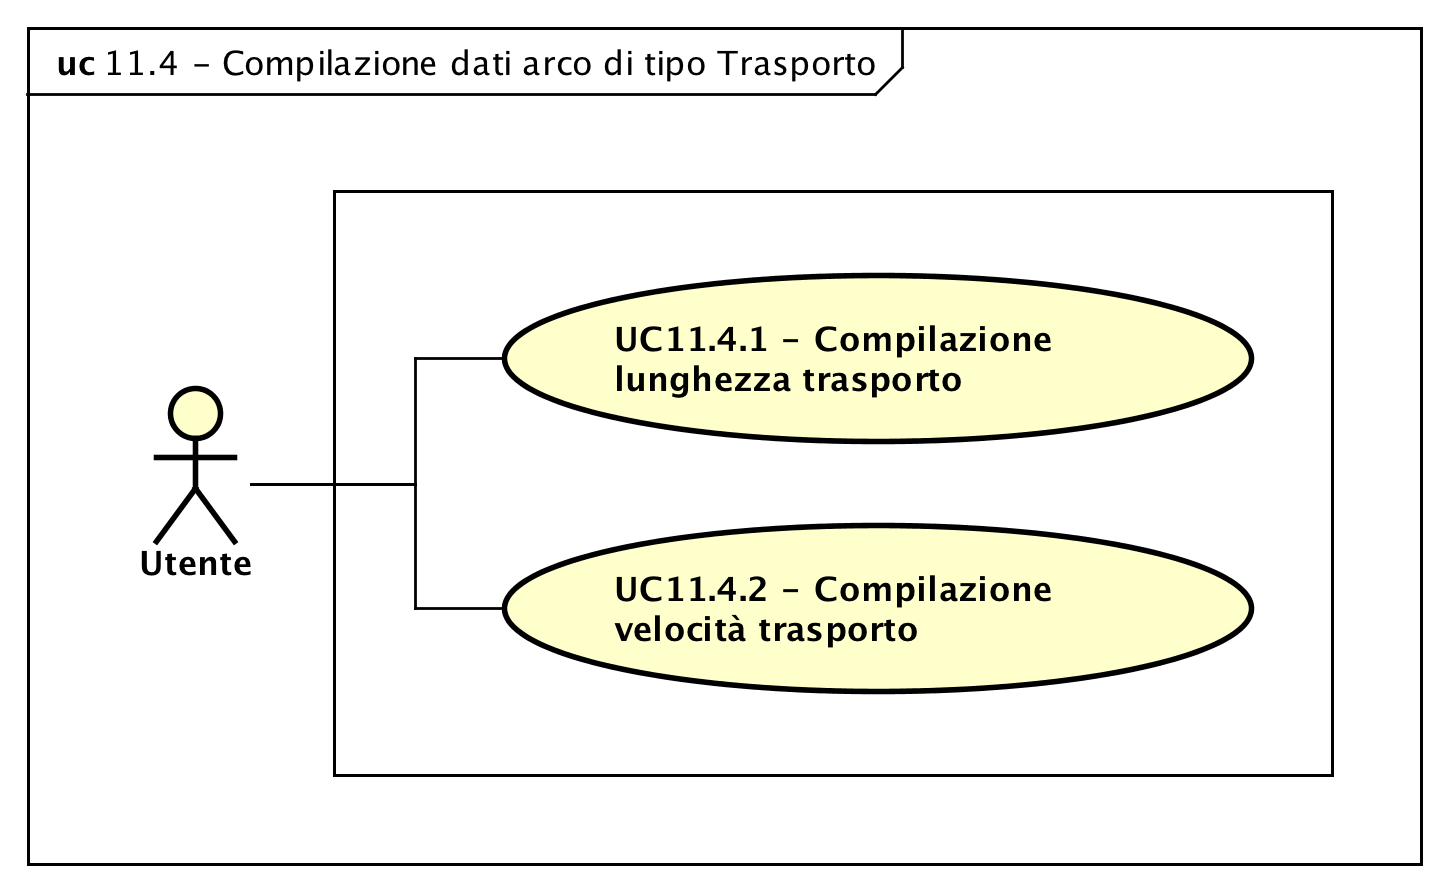 uc 11.4 – Compilazione dati arco di tipo Trasporto
UC11.4.1 – Compilazione
lunghezza trasporto
Utente
UC11.4.2 – Compilazione
velocità trasporto